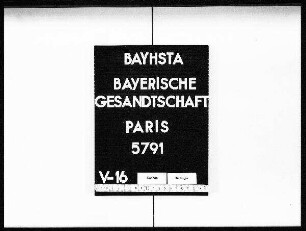 BAYHSTA
BAYERISCHE
GESANDTSCHAFT
PARIS
5791
V-16